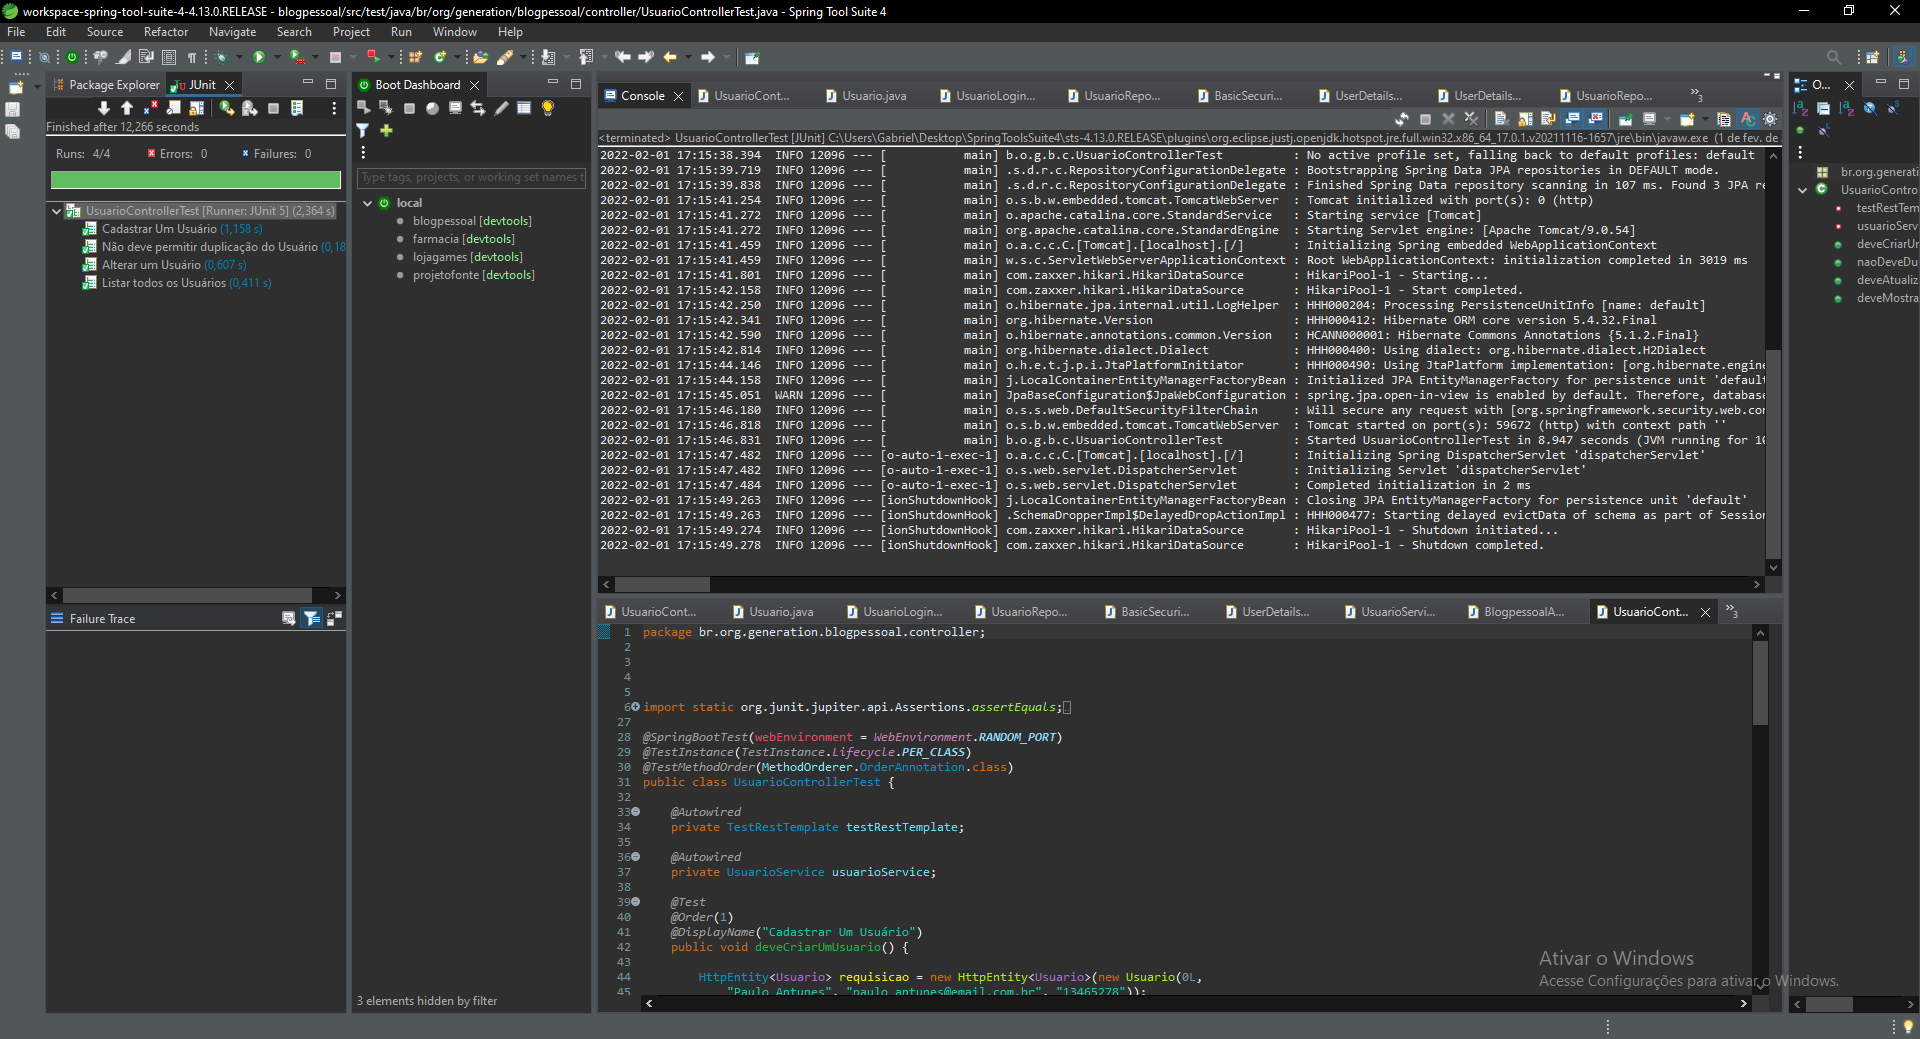 workspace-spring-tool-suite-4-4.13.0.RELEASE - blogpessoal/src/test/java/br/org/generation/blogpessoal/controller/UsuarioControllerTest.java - Spring Tool Suite 4
File Edit Source Refactor Navigate Search Project Run Window Help
Package Explorer JUnit
Finished after 12,266 seconds
Runs: 4/4 Errors: 0 Failures: 0
UsuarioControllerTest [Runner: JUnit 5] (2,364 s)
Cadastrar Um Usuário (1,158 s)
Não deve permitir duplicação do Usuário (0,18
Alterar um Usuário (0,607 s)
Listar todos os Usuários (0,411 s)
Failure Trace
Boot Dashboard
Type tags, projects, or working set names t
local
blogpessoal [devtools]
farmacia [devtools]
lojagames [devtools]
projetofonte [devtools]
3 elements hidden by filter
Console UsuarioCont... Usuario.java UsuarioLogin... UsuarioRepo... BasicSecuri... UserDetails... UserDetails... UsuarioRepo... »3
<terminated> UsuarioControllerTest [JUnit] C:\Users\Gabriel\Desktop\SpringToolsSuite4\sts-4.13.0.RELEASE\plugins\org.eclipse.justj.openjdk.hotspot.jre.full.win32.x86_64_17.0.1.v20211116-1657\jre\bin\javaw.exe (1 de fev. de
2022-02-01 17:15:38.394 INFO 12096 --- [ main] b.o.g.b.c.UsuarioControllerTest : No active profile set, falling back to default profiles: default
2022-02-01 17:15:39.719 INFO 12096 --- [ main] .s.d.r.c.RepositoryConfigurationDelegate : Bootstrapping Spring Data JPA repositories in DEFAULT mode.
2022-02-01 17:15:39.838 INFO 12096 --- [ main] .s.d.r.c.RepositoryConfigurationDelegate : Finished Spring Data repository scanning in 107 ms. Found 3 JPA re
2022-02-01 17:15:41.254 INFO 12096 --- [ main] o.s.b.w.embedded.tomcat.TomcatWebServer : Tomcat initialized with port(s): 0 (http)
2022-02-01 17:15:41.272 INFO 12096 --- [ main] o.apache.catalina.core.StandardService : Starting service [Tomcat]
2022-02-01 17:15:41.272 INFO 12096 --- [ main] org.apache.catalina.core.StandardEngine : Starting Servlet engine: [Apache Tomcat/9.0.54]
2022-02-01 17:15:41.459 INFO 12096 --- [ main] o.a.c.c.C.[Tomcat].[localhost].[/] : Initializing Spring embedded WebApplicationContext
2022-02-01 17:15:41.459 INFO 12096 --- [ main] w.s.c.ServletWebServerApplicationContext : Root WebApplicationContext: initialization completed in 3019 ms
2022-02-01 17:15:41.801 INFO 12096 --- [ main] com.zaxxer.hikari.HikariDataSource : HikariPool-1 - Starting...
2022-02-01 17:15:42.158 INFO 12096 --- [ main] com.zaxxer.hikari.HikariDataSource : HikariPool-1 - Start completed.
2022-02-01 17:15:42.250 INFO 12096 --- [ main] o.hibernate.jpa.internal.util.LogHelper : HHH000204: Processing PersistenceUnitInfo [name: default]
2022-02-01 17:15:42.341 INFO 12096 --- [ main] org.hibernate.Version : HHH000412: Hibernate ORM core version 5.4.32.Final
2022-02-01 17:15:42.590 INFO 12096 --- [ main] o.hibernate.annotations.common.Version : HCANN000001: Hibernate Commons Annotations {5.1.2.Final}
2022-02-01 17:15:42.814 INFO 12096 --- [ main] org.hibernate.dialect.Dialect : HHH000400: Using dialect: org.hibernate.dialect.H2Dialect
2022-02-01 17:15:44.146 INFO 12096 --- [ main] o.h.e.t.j.p.i.JtaPlatformInitiator : HHH000490: Using JtaPlatform implementation: [org.hibernate.engine
2022-02-01 17:15:44.158 INFO 12096 --- [ main] j.LocalContainerEntityManagerFactoryBean : Initialized JPA EntityManagerFactory for persistence unit 'default
2022-02-01 17:15:45.051 WARN 12096 --- [ main] JpaBaseConfiguration$JpaWebConfiguration : spring.jpa.open-in-view is enabled by default. Therefore, database
2022-02-01 17:15:46.180 INFO 12096 --- [ main] o.s.s.web.DefaultSecurityFilterChain : Will secure any request with [org.springframework.security.web.co
2022-02-01 17:15:46.818 INFO 12096 --- [ main] o.s.b.w.embedded.tomcat.TomcatWebServer : Tomcat started on port(s): 59672 (http) with context path ''
2022-02-01 17:15:46.831 INFO 12096 --- [ main] b.o.g.b.c.UsuarioControllerTest : Started UsuarioControllerTest in 8.947 seconds (JVM running for 10
2022-02-01 17:15:47.482 INFO 12096 --- [o-auto-1-exec-1] o.a.c.c.C.[Tomcat].[localhost].[/] : Initializing Spring DispatcherServlet 'dispatcherServlet'
2022-02-01 17:15:47.482 INFO 12096 --- [o-auto-1-exec-1] o.s.web.servlet.DispatcherServlet : Initializing Servlet 'dispatcherServlet'
2022-02-01 17:15:47.484 INFO 12096 --- [o-auto-1-exec-1] o.s.web.servlet.DispatcherServlet : Completed initialization in 2 ms
2022-02-01 17:15:49.263 INFO 12096 --- [ionShutdownHook] j.LocalContainerEntityManagerFactoryBean : Closing JPA EntityManagerFactory for persistence unit 'default'
2022-02-01 17:15:49.263 INFO 12096 --- [ionShutdownHook] .SchemaDropperImpl$DelayedDropActionImpl : HHH000477: Starting delayed evictData of schema as part of Session
2022-02-01 17:15:49.274 INFO 12096 --- [ionShutdownHook] com.zaxxer.hikari.HikariDataSource : HikariPool-1 - Shutdown initiated...
2022-02-01 17:15:49.278 INFO 12096 --- [ionShutdownHook] com.zaxxer.hikari.HikariDataSource : HikariPool-1 - Shutdown completed.
UsuarioCont... Usuario.java UsuarioLogin... UsuarioRepo... BasicSecuri... UserDetails... UsuarioServi... BlogpessoalA... UsuarioCont... »3
1 package br.org.generation.blogpessoal.controller;
2
3
4
5
6 import static org.junit.jupiter.api.Assertions.assertEquals;
27
28 @SpringBootTest(webEnvironment = WebEnvironment.RANDOM_PORT)
29 @TestInstance(TestInstance.Lifecycle.PER_CLASS)
30 @TestMethodOrder(MethodOrderer.OrderAnnotation.class)
31 public class UsuarioControllerTest {
32
33 @Autowired
34 private TestRestTemplate testRestTemplate;
35
36 @Autowired
37 private UsuarioService usuarioService;
38
39 @Test
40 @Order(1)
41 @DisplayName("Cadastrar Um Usuário")
42 public void deveCriarUmUsuario() {
43
44 HttpEntity<Usuario> requisicao = new HttpEntity<Usuario>(new Usuario(0L,
45 "Paulo Antunes", "paulo_antunes@email.com.br", "13465278"));
O...
br.org.generati
UsuarioContro
testRestTem
usuarioServ
deveCriarUr
naoDeveDu
deveAtualiz
deveMostra
Ativar o Windows
Acesse Configurações para ativar o Windows.